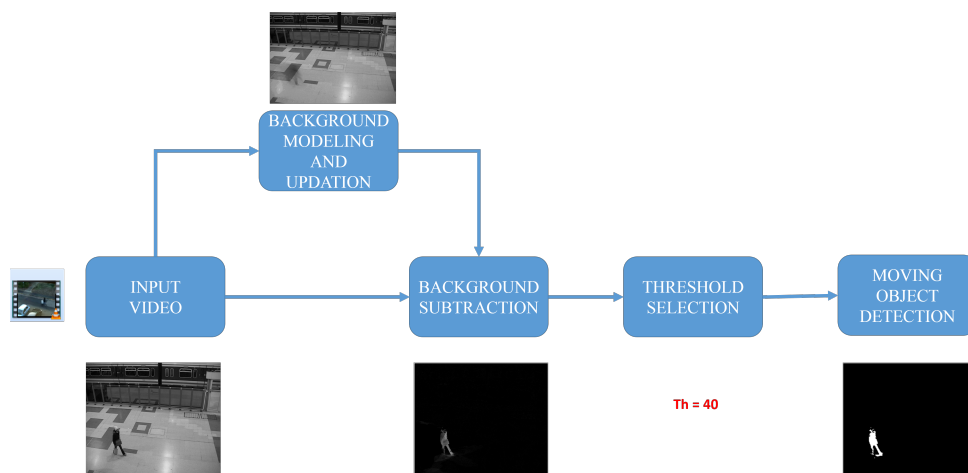 BACKGROUND
MODELING
AND
UPDATION
INPUT
VIDEO
BACKGROUND
SUBTRACTION
THRESHOLD
SELECTION
MOVING
OBJECT
DETECTION
Th = 40